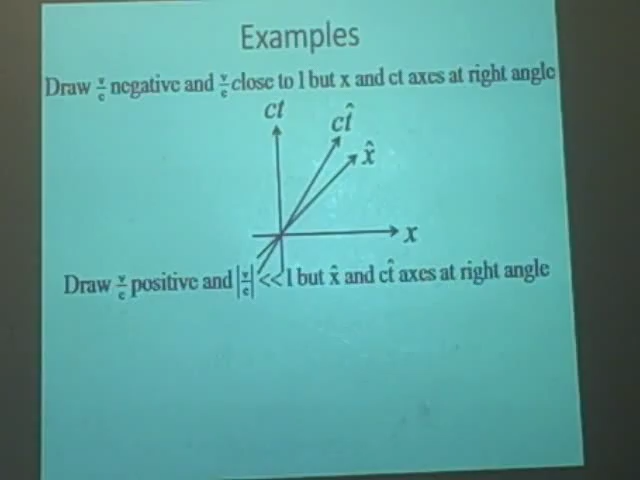 Examples
Draw v/c negative and v/c close to 1 but x and ct axes at right angle
ct
ct̂
x̂
x
Draw v/c positive and |v/c| << 1 but x̂ and ct̂ axes at right angle